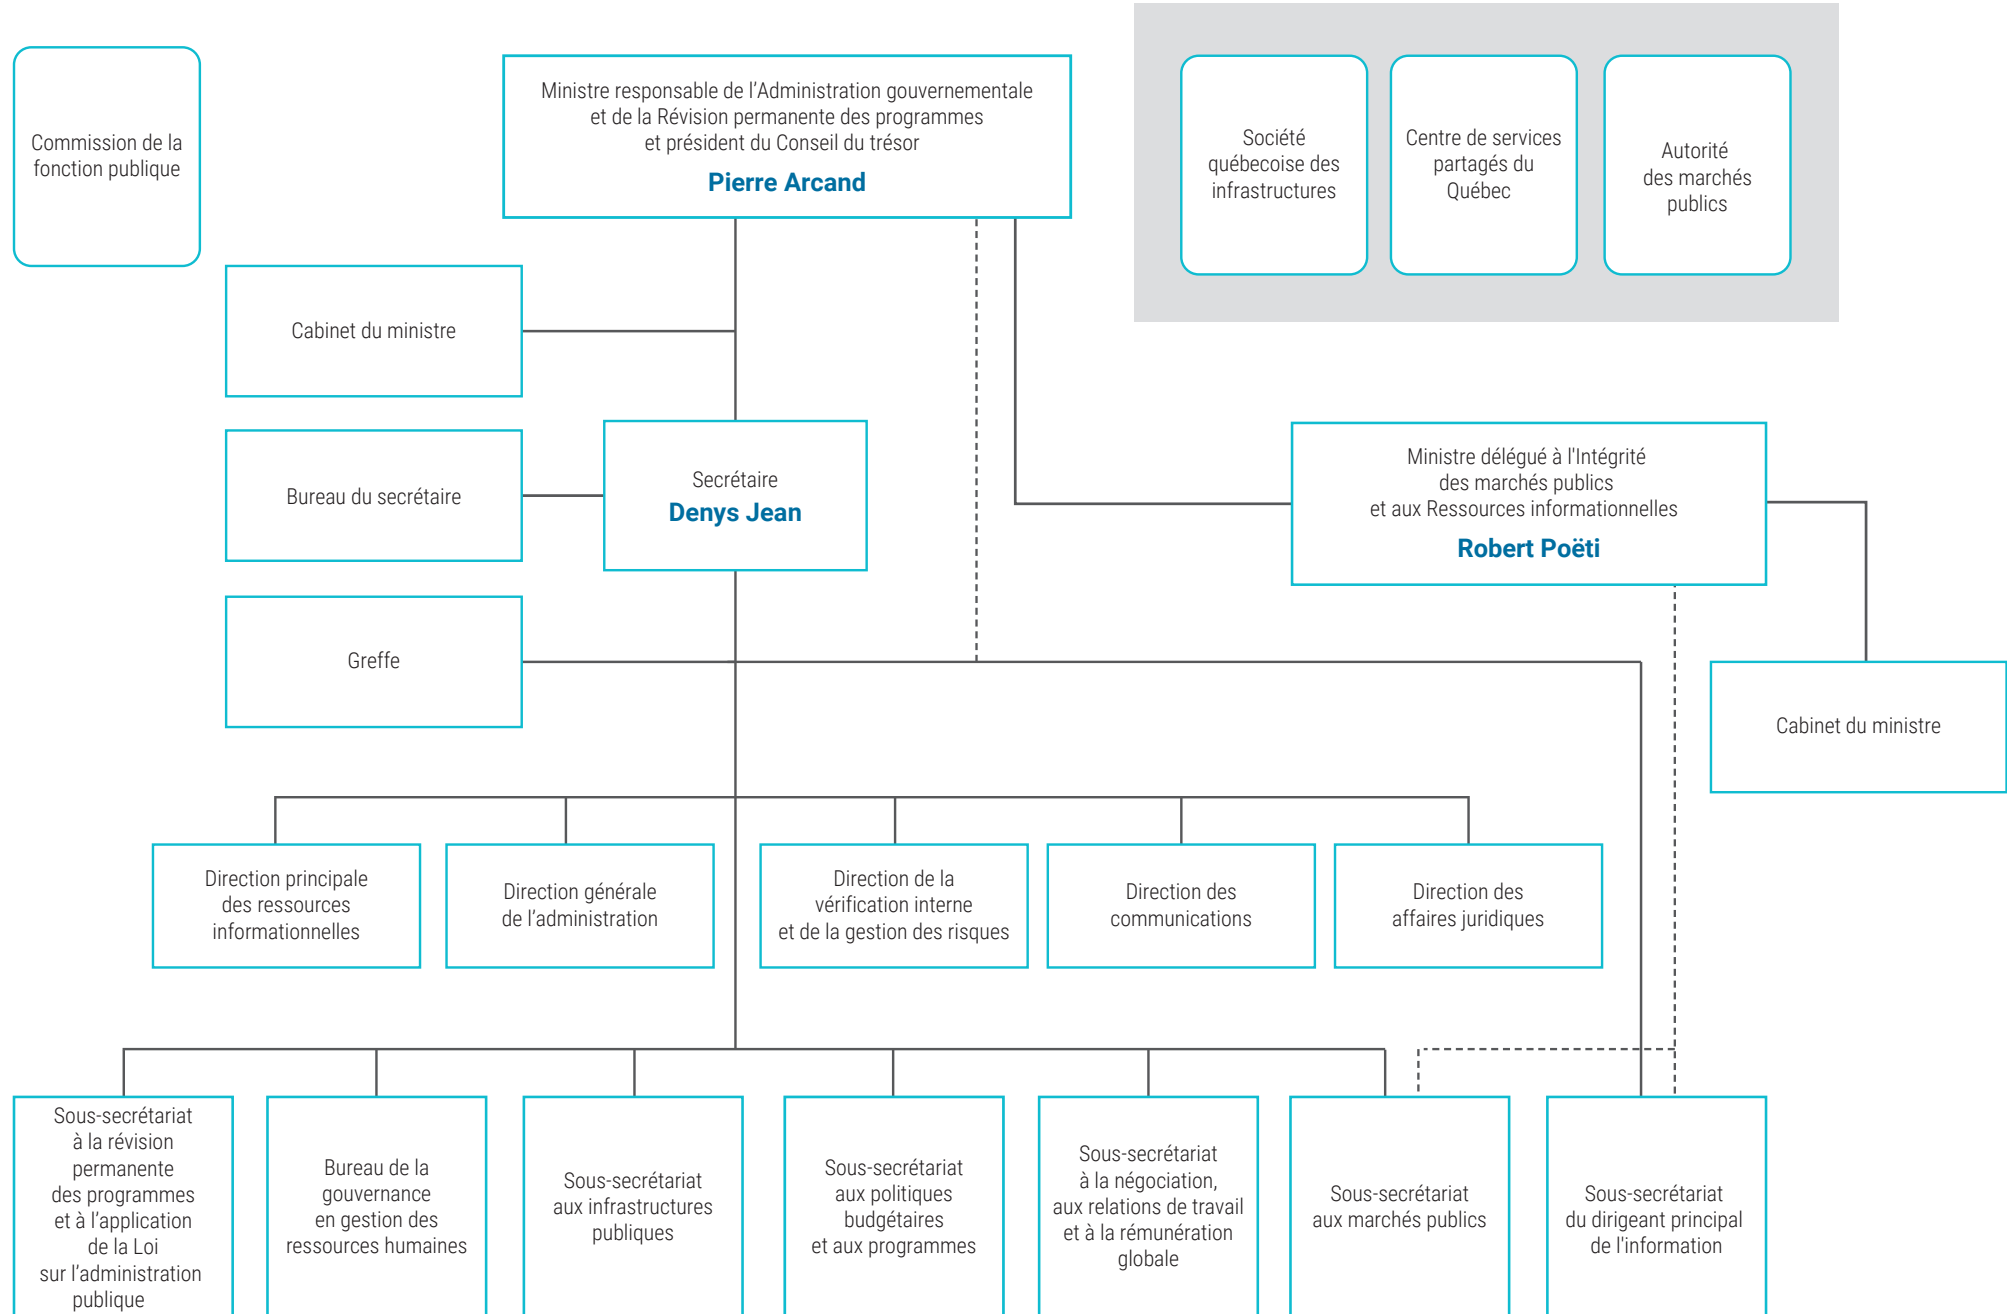 Commission de la
fonction publique
Ministre responsable de l’Administration gouvernementale
et de la Révision permanente des programmes
et président du Conseil du trésor
Pierre Arcand
Société
québecoise des
infrastructures
Centre de services
partagés du
Québec
Autorité
des marchés
publics
Cabinet du ministre
Bureau du secrétaire
Secrétaire
Denys Jean
Ministre délégué à l'Intégrité
des marchés publics
et aux Ressources informationnelles
Robert Poëti
Greffe
Cabinet du ministre
Direction principale
des ressources
informationnelles
Direction générale
de l’administration
Direction de la
vérification interne
et de la gestion des risques
Direction des
communications
Direction des
affaires juridiques
Sous-secrétariat
à la révision
permanente
des programmes
et à l’application
de la Loi
sur l’administration
publique
Bureau de la
gouvernance
en gestion des
ressources humaines
Sous-secrétariat
aux infrastructures
publiques
Sous-secrétariat
aux politiques
budgétaires
et aux programmes
Sous-secrétariat
à la négociation,
aux relations de travail
et à la rémunération
globale
Sous-secrétariat
aux marchés publics
Sous-secrétariat
du dirigeant principal
de l'information